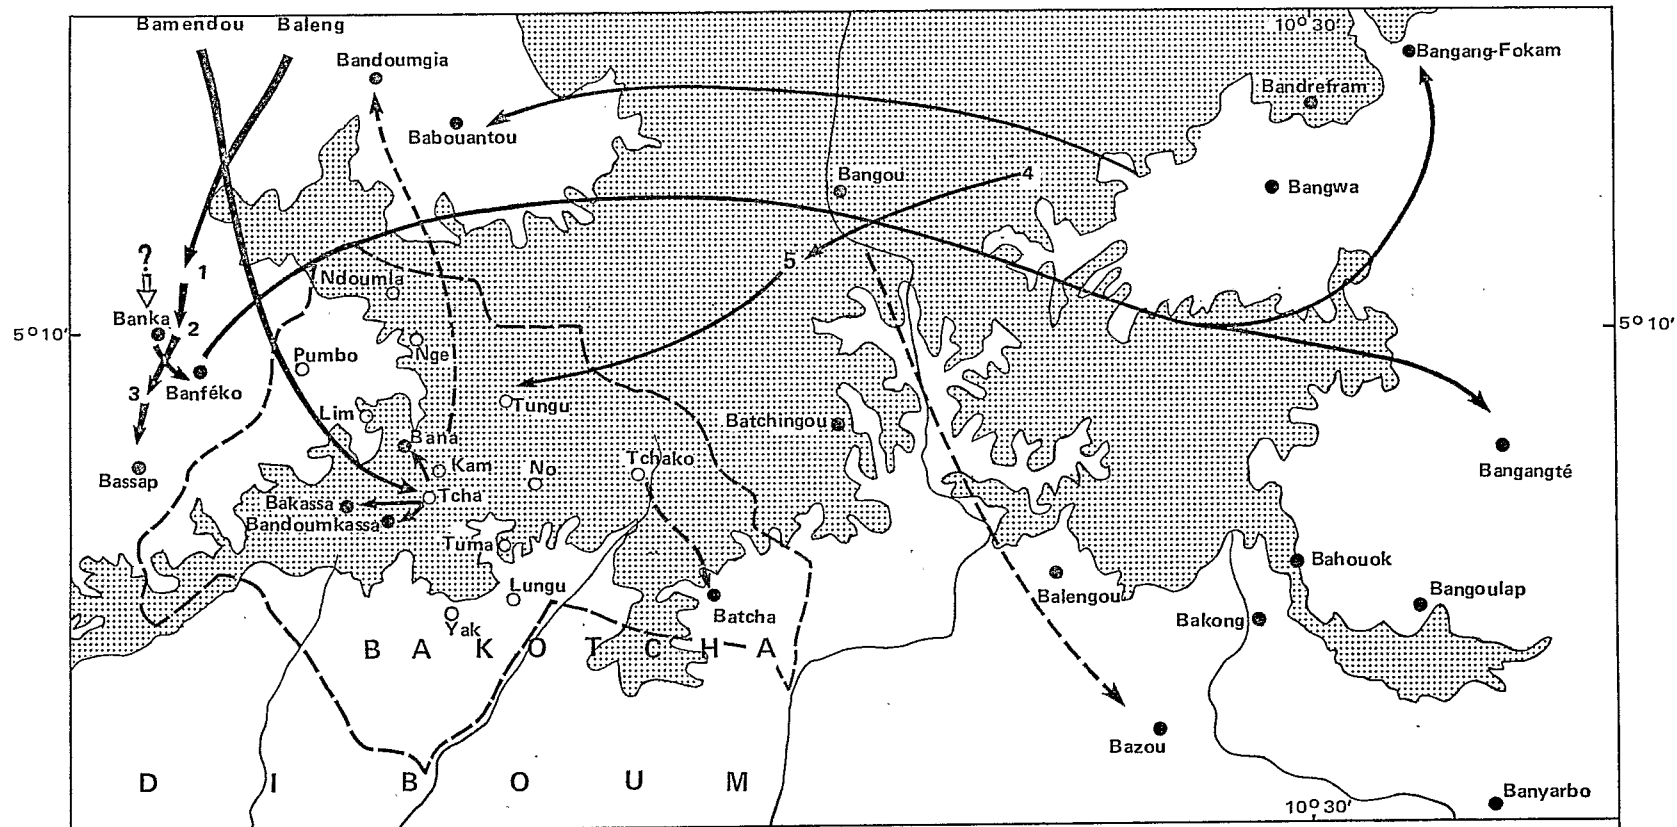 Bamendou
Baleng
10° 30'
Bangang-Fokam
Bandoumgia
Bandrefram
Babouantou
Bangou
4
Bangwa
?
1
5
Ndoumla
Banka
2
5° 10'
5° 10'
Nge
Pumbo
3
Banféko
Lim
Tungu
Batchingou
Bana
Bangangté
Kam
No
Tchako
Bassap
Tcha
Bakassa
Bandoumkassa
Tuma
Bahouok
Lungu
Balengou
Bangoulap
Batcha
Bakong
Yak
B A K O T C H A
Bazou
D I B O U M
Banyarbo
10° 30'